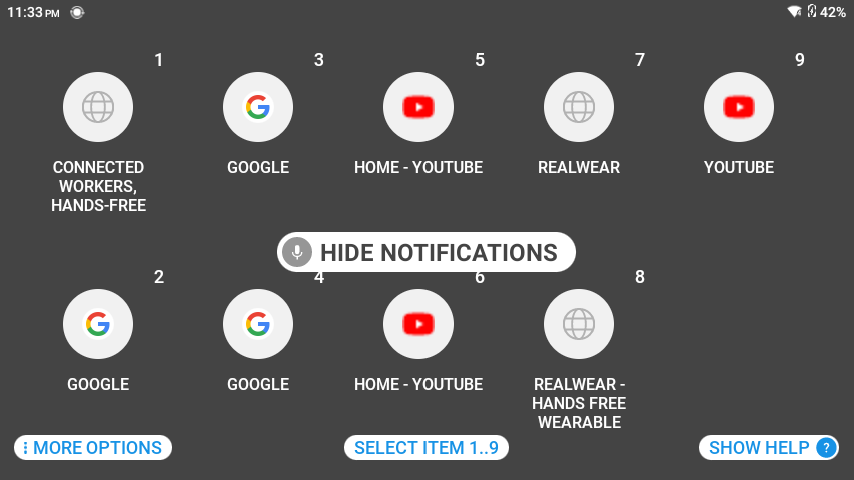 11:33 PM
42%
1
3
5
7
9
CONNECTED
WORKERS,
HANDS-FREE
GOOGLE
HOME - YOUTUBE
REALWEAR
YOUTUBE
HIDE NOTIFICATIONS
2
4
6
8
GOOGLE
GOOGLE
HOME - YOUTUBE
REALWEAR -
HANDS FREE
WEARABLE
MORE OPTIONS
SELECT ITEM 1..9
SHOW HELP ?